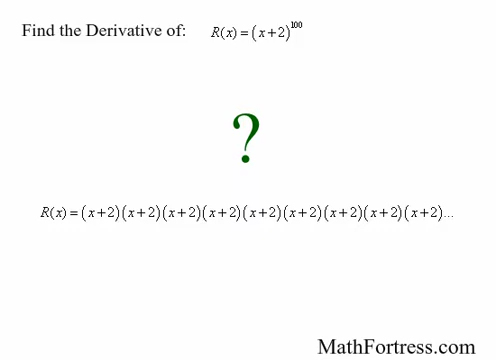 Find the Derivative of: R(x)=(x+2)^100
?
R(x)=(x+2)(x+2)(x+2)(x+2)(x+2)(x+2)(x+2)(x+2)(x+2)...
MathFortress.com